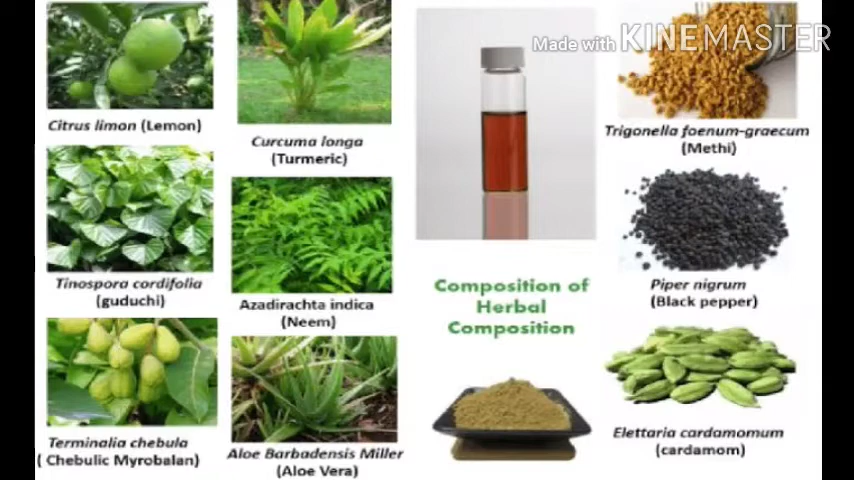 Made with KINEMASTER
Citrus limon (Lemon)
Curcuma longa
(Turmeric)
Trigonella foenum-graecum
(Methi)
Tinospora cordifolia
(guduchi)
Azadirachta indica
(Neem)
Composition of
Herbal
Composition
Piper nigrum
(Black pepper)
Terminalia chebula
( Chebulic Myrobalan)
Aloe Barbadensis Miller
(Aloe Vera)
Elettaria cardamomum
(cardamom)